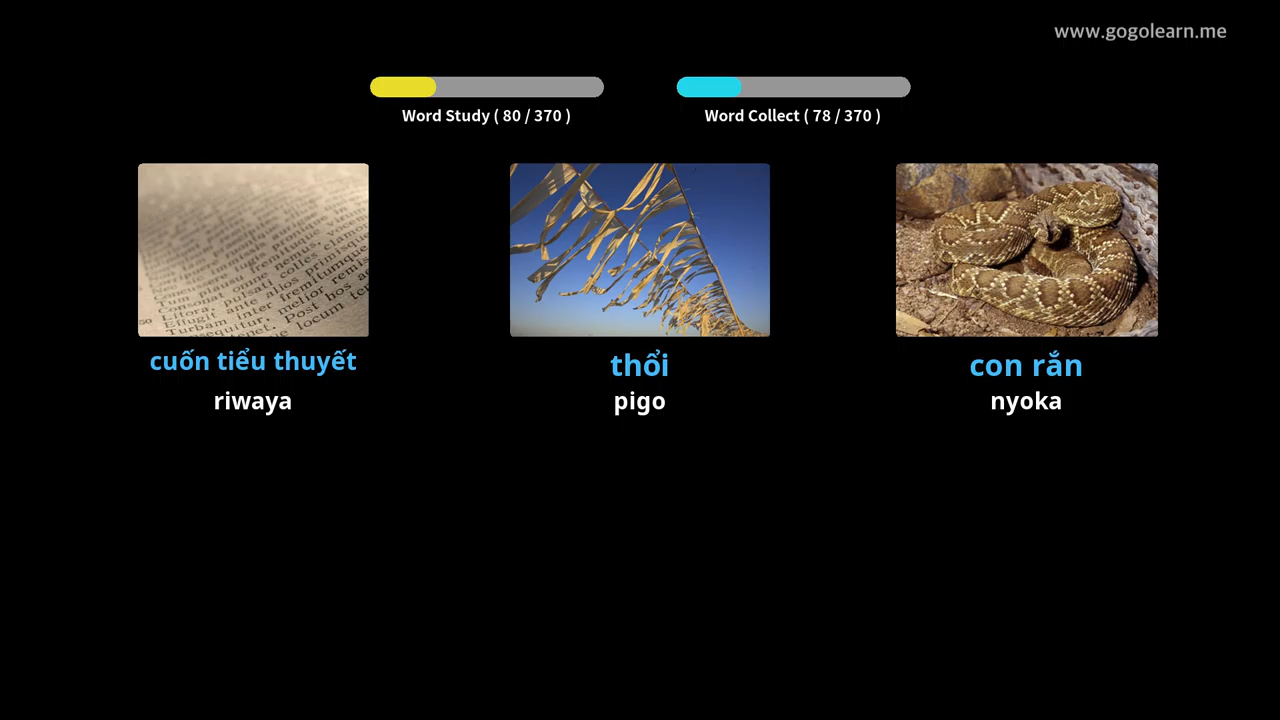 www.gogolearn.me
Word Study ( 80 / 370 )
Word Collect ( 78 / 370 )
cuốn tiểu thuyết
riwaya
thổi
pigo
con rắn
nyoka